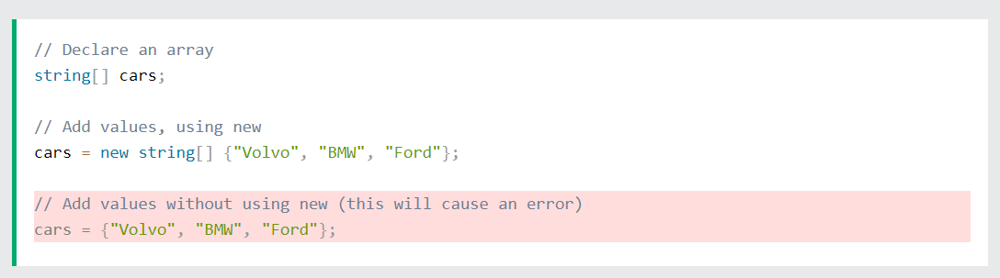 // Declare an array
string[] cars;
// Add values, using new
cars = new string[] {"Volvo", "BMW", "Ford"};
// Add values without using new (this will cause an error)
cars = {"Volvo", "BMW", "Ford"};